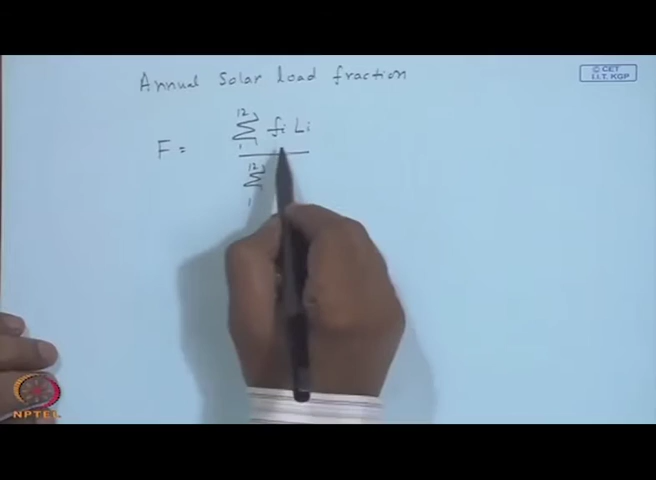 © CET
I.I.T. KGP
Annual Solar load fraction
12
F = Σ fi Li
1
12
Σ
1
NPTEL